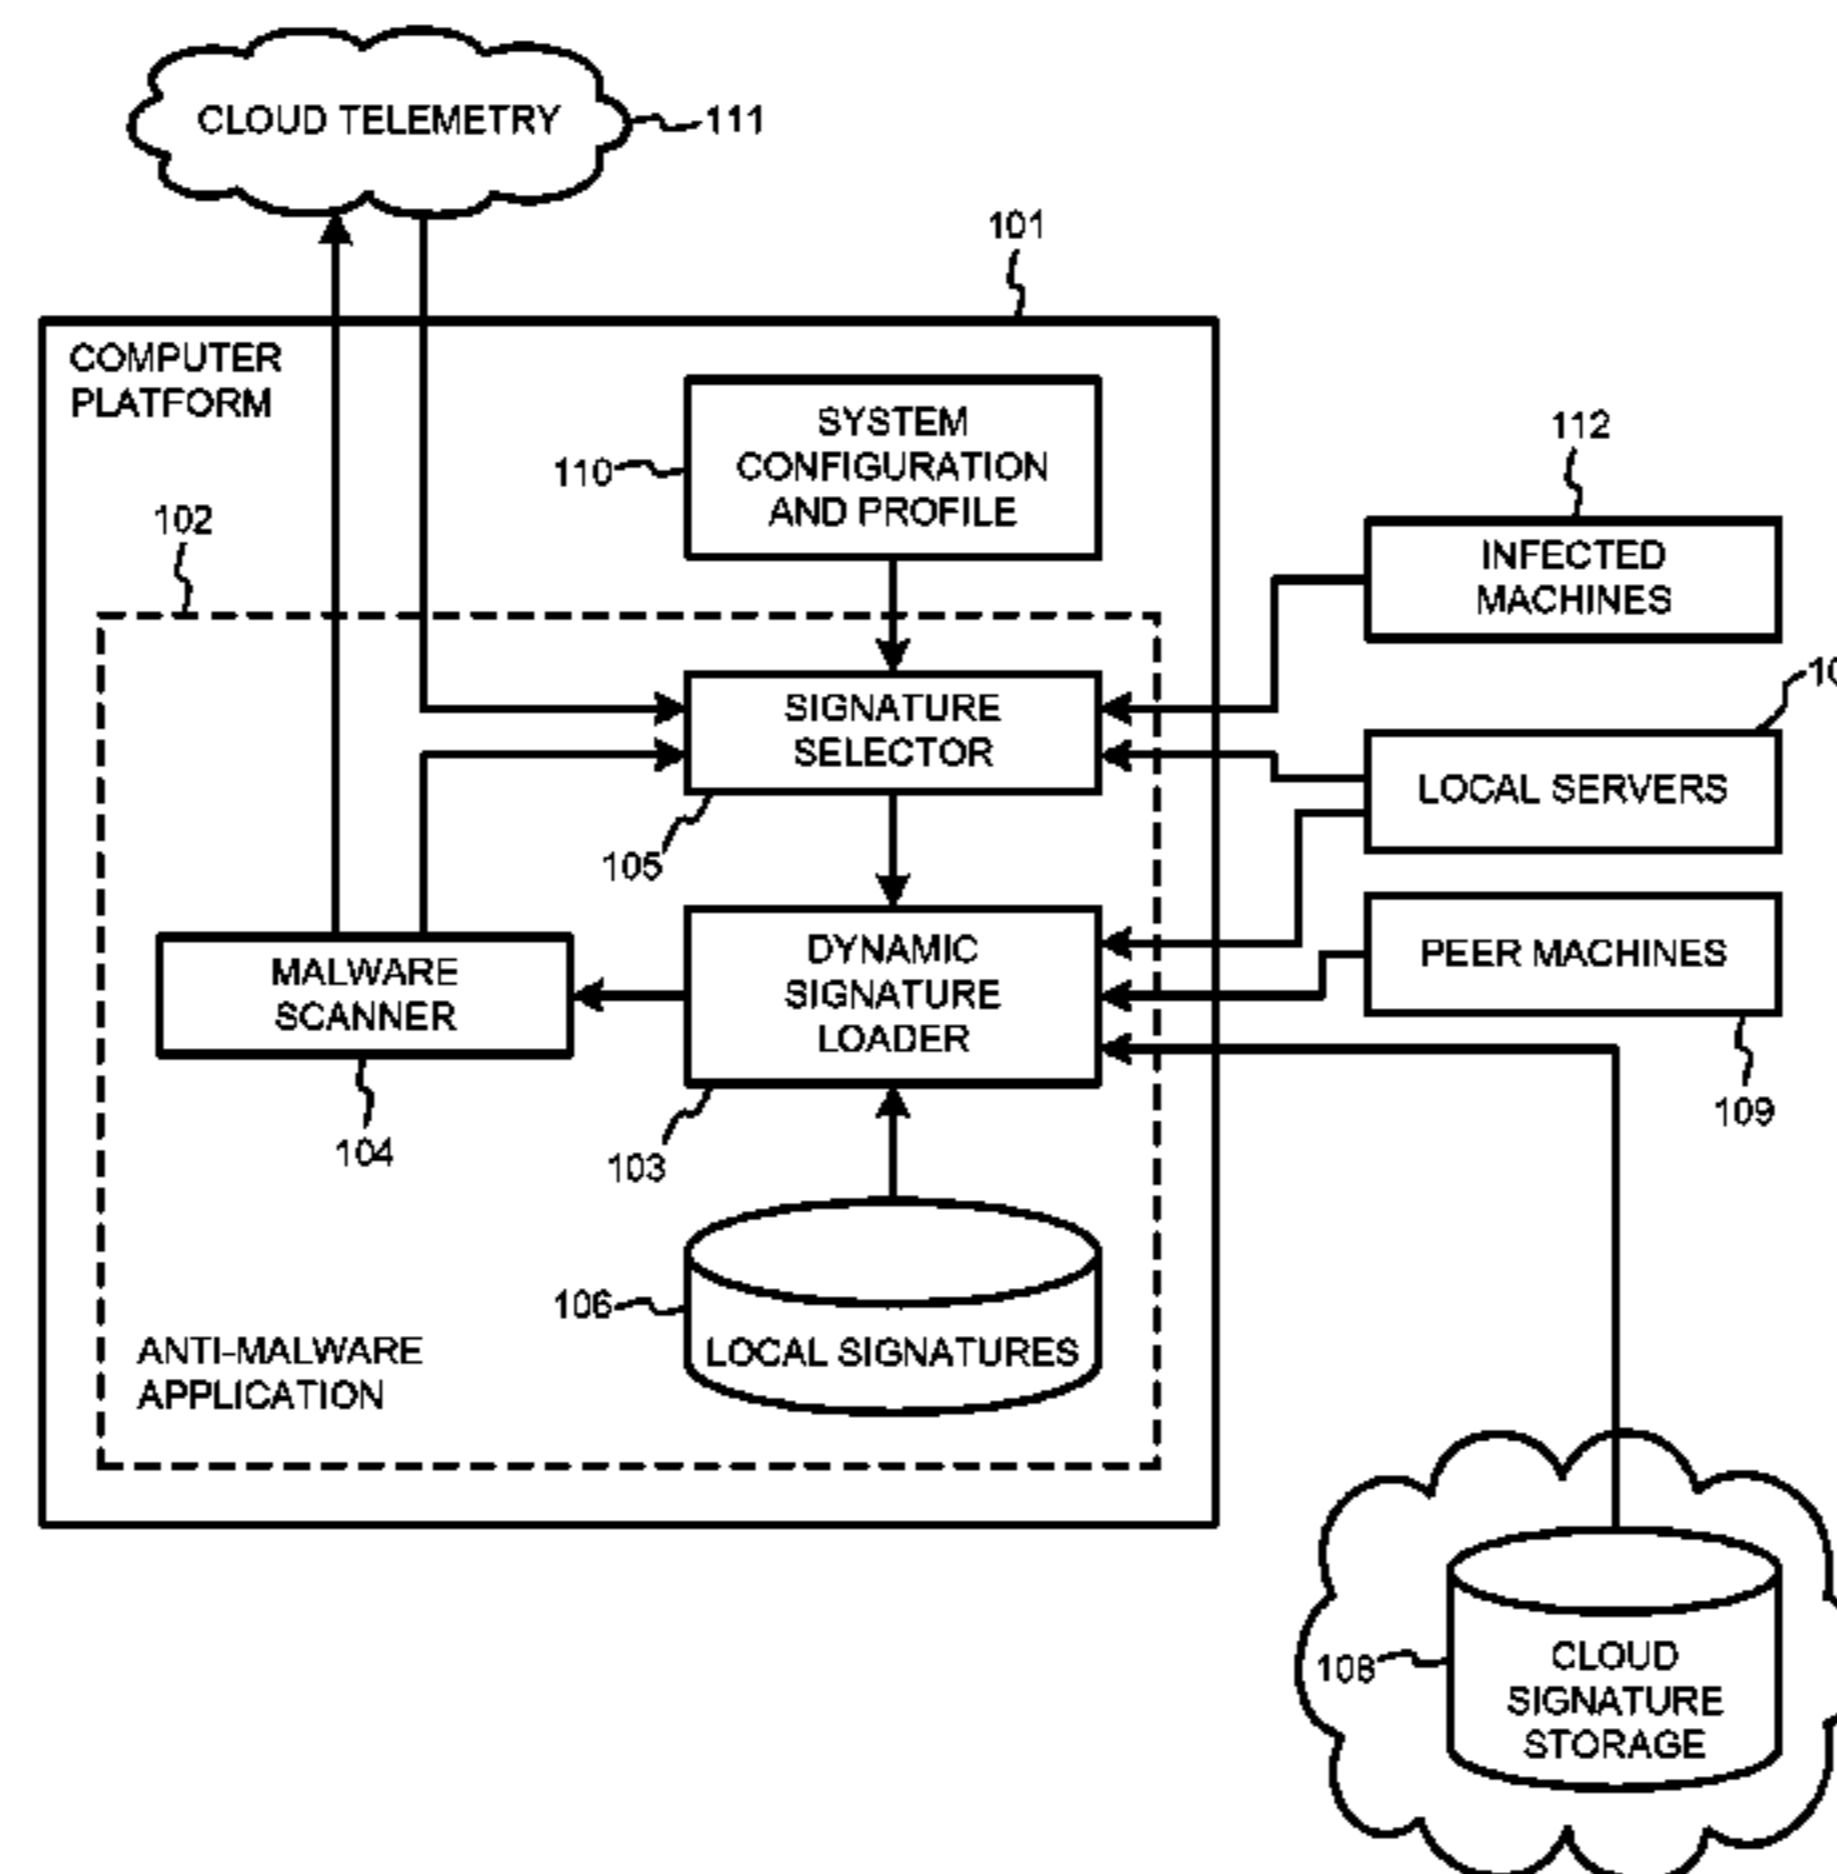 CLOUD TELEMETRY
111
101
COMPUTER
PLATFORM
SYSTEM
CONFIGURATION
AND PROFILE
110
112
INFECTED
MACHINES
102
SIGNATURE
SELECTOR
LOCAL SERVERS
105
DYNAMIC
SIGNATURE
LOADER
PEER MACHINES
MALWARE
SCANNER
109
104
103
106
LOCAL SIGNATURES
ANTI-MALWARE
APPLICATION
108
CLOUD
SIGNATURE
STORAGE